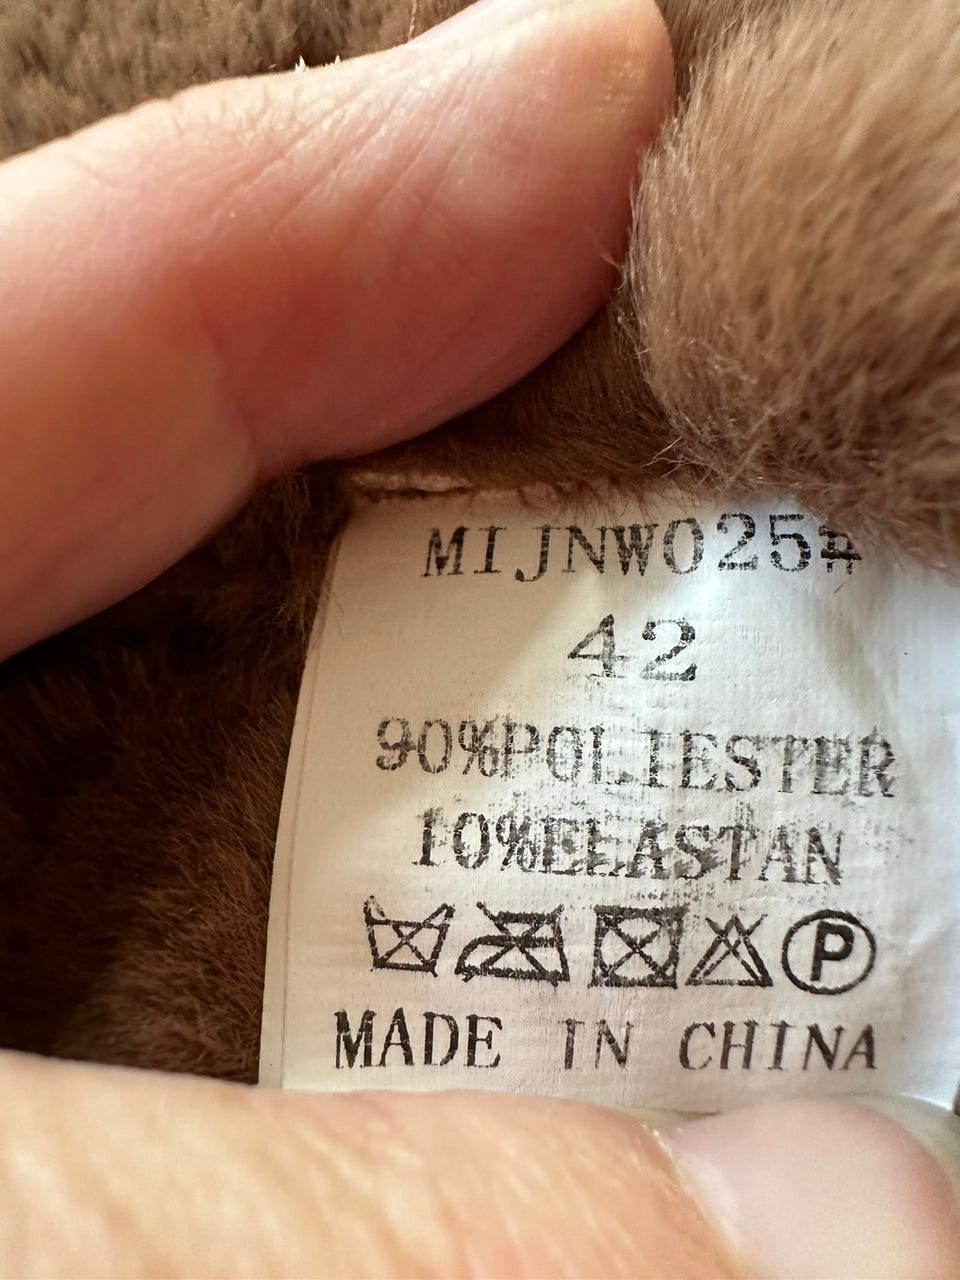 MIJNW025#
42
90%POLIESTER
10%ELASTAN
P
MADE IN CHINA